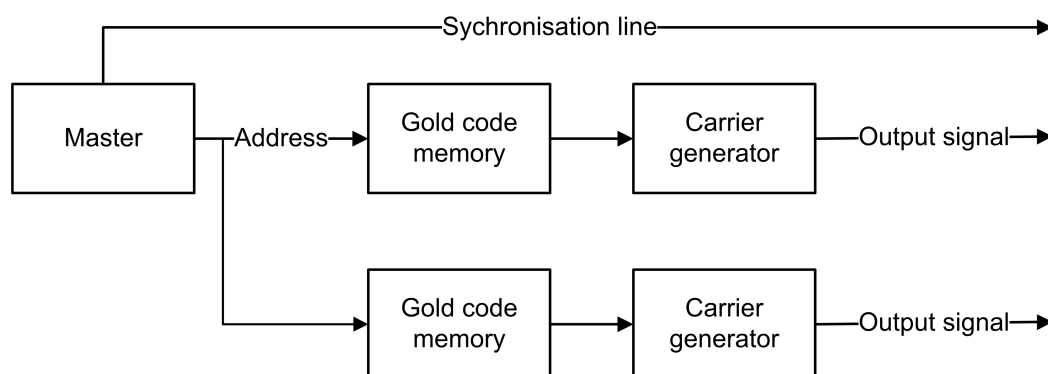 Sychronisation line
Master
Address
Gold code
memory
Carrier
generator
Output signal
Gold code
memory
Carrier
generator
Output signal